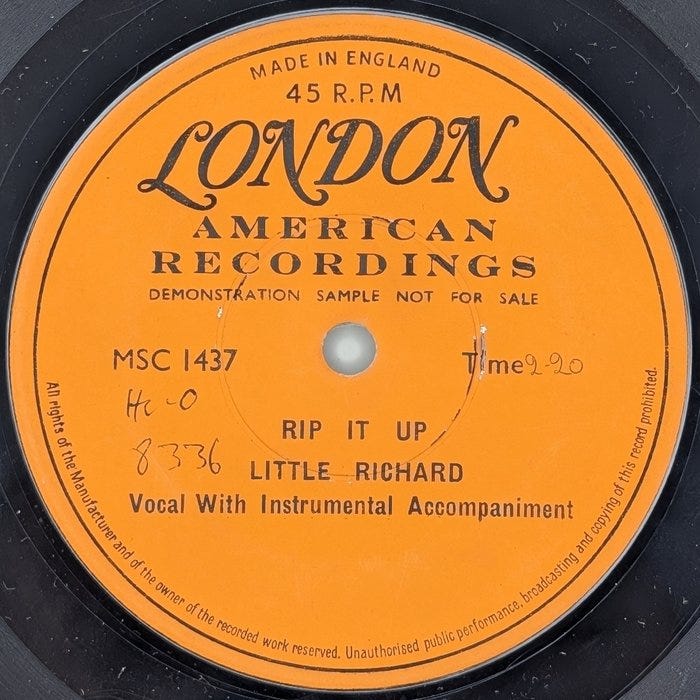 MADE IN ENGLAND
45 R.P.M
LONDON
AMERICAN
RECORDINGS
DEMONSTRATION SAMPLE NOT FOR SALE
MSC 1437
Time 2-20
Hc-O
8336
RIP IT UP
LITTLE RICHARD
Vocal With Instrumental Accompaniment
All rights of the Manufacturer and of the owner of the recorded work reserved. Unauthorised public performance, broadcasting and copying of this record prohibited.